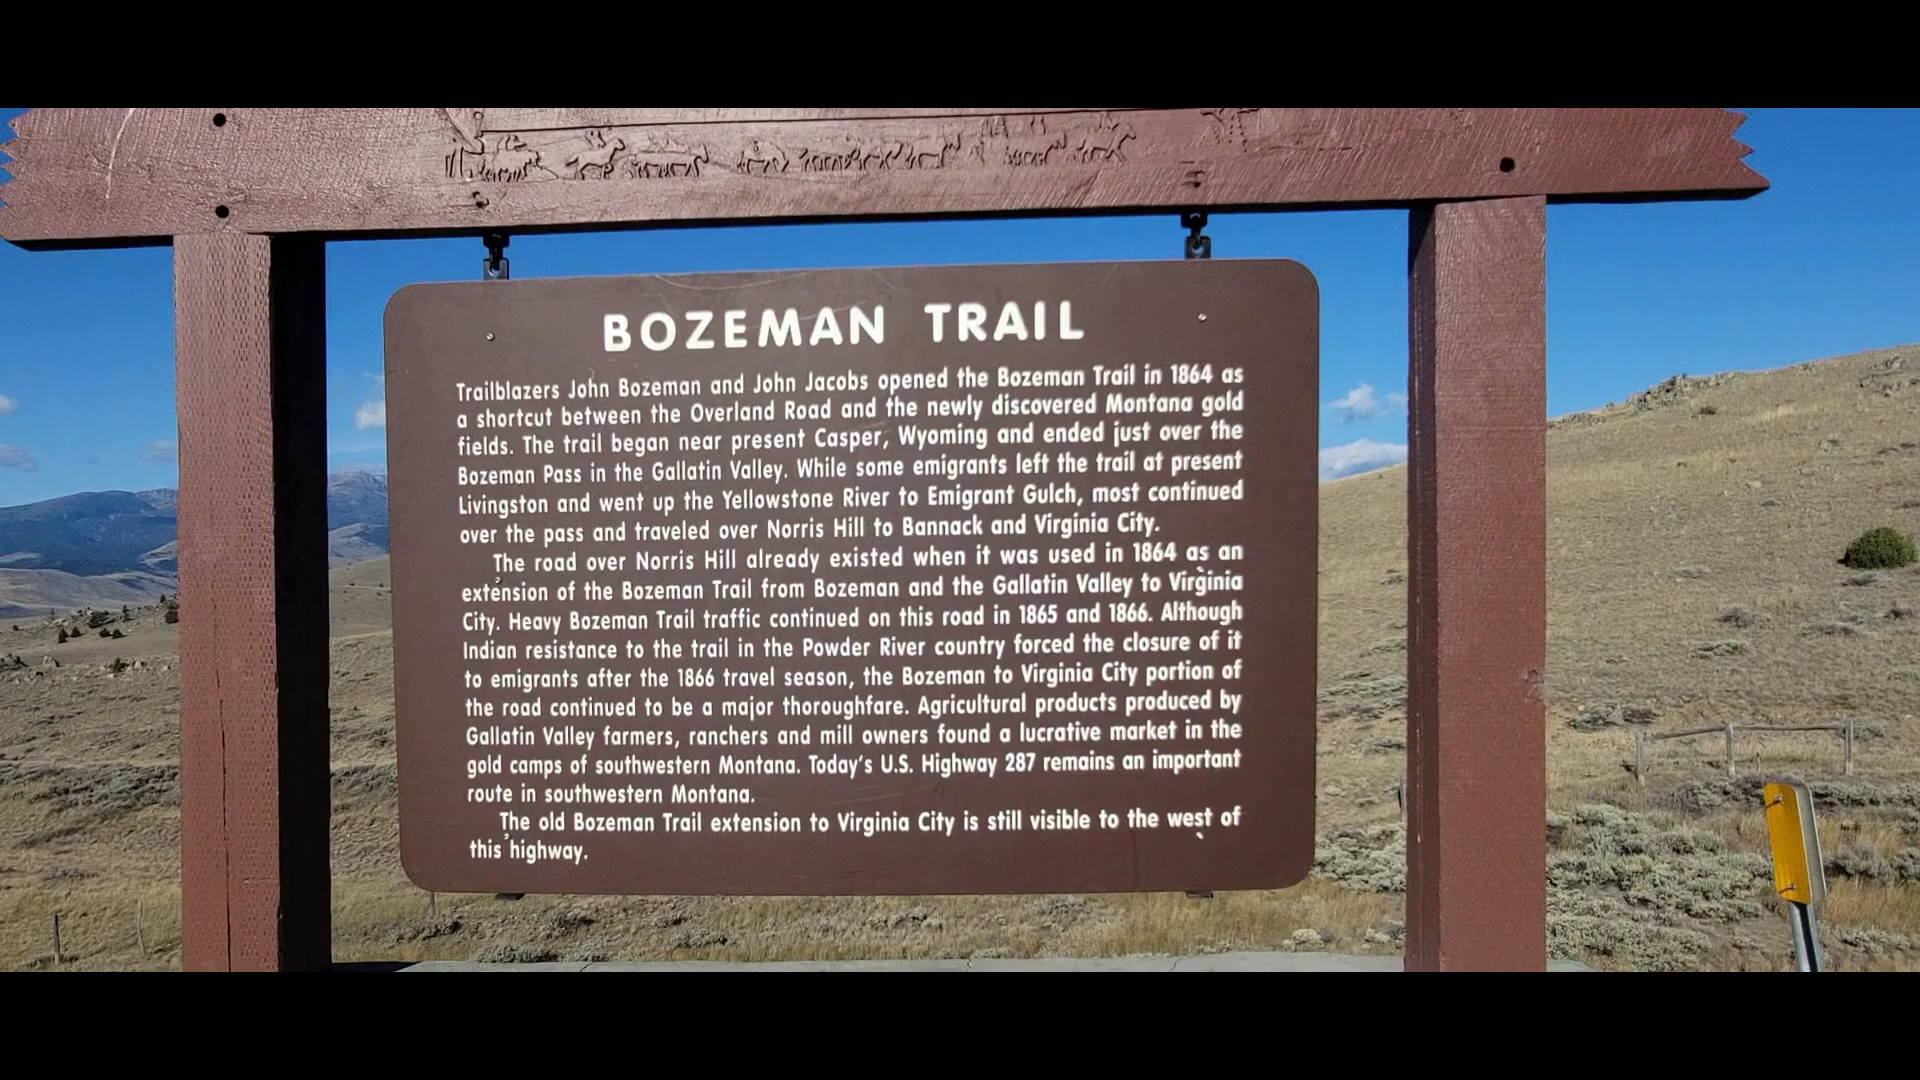 BOZEMAN TRAIL
Trailblazers John Bozeman and John Jacobs opened the Bozeman Trail in 1864 as
a shortcut between the Overland Road and the newly discovered Montana gold
fields. The trail began near present Casper, Wyoming and ended just over the
Bozeman Pass in the Gallatin Valley. While some emigrants left the trail at present
Livingston and went up the Yellowstone River to Emigrant Gulch, most continued
over the pass and traveled over Norris Hill to Bannack and Virginia City.
The road over Norris Hill already existed when it was used in 1864 as an
extension of the Bozeman Trail from Bozeman and the Gallatin Valley to Virginia
City. Heavy Bozeman Trail traffic continued on this road in 1865 and 1866. Although
Indian resistance to the trail in the Powder River country forced the closure of it
to emigrants after the 1866 travel season, the Bozeman to Virginia City portion of
the road continued to be a major thoroughfare. Agricultural products produced by
Gallatin Valley farmers, ranchers and mill owners found a lucrative market in the
gold camps of southwestern Montana. Today's U.S. Highway 287 remains an important
route in southwestern Montana.
The old Bozeman Trail extension to Virginia City is still visible to the west of
this highway.